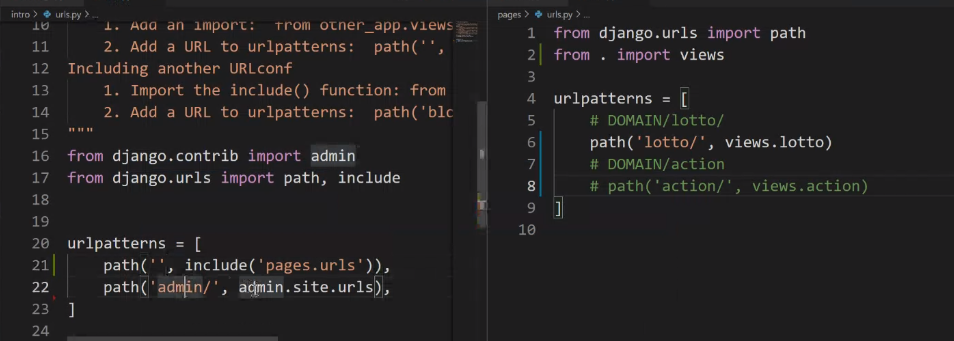 intro > urls.py > ...
10 1. Add an import: from other_app.views
11 2. Add a URL to urlpatterns: path('',
12 Including another URLconf
13 1. Import the include() function: from
14 2. Add a URL to urlpatterns: path('blo
15 """
16 from django.contrib import admin
17 from django.urls import path, include
18
19
20 urlpatterns = [
21 path('', include('pages.urls')),
22 path('admin/', admin.site.urls),
23 ]
24
pages > urls.py > ...
1 from django.urls import path
2 from . import views
3
4 urlpatterns = [
5 # DOMAIN/lotto/
6 path('lotto/', views.lotto)
7 # DOMAIN/action
8 # path('action/', views.action)
9 ]
10